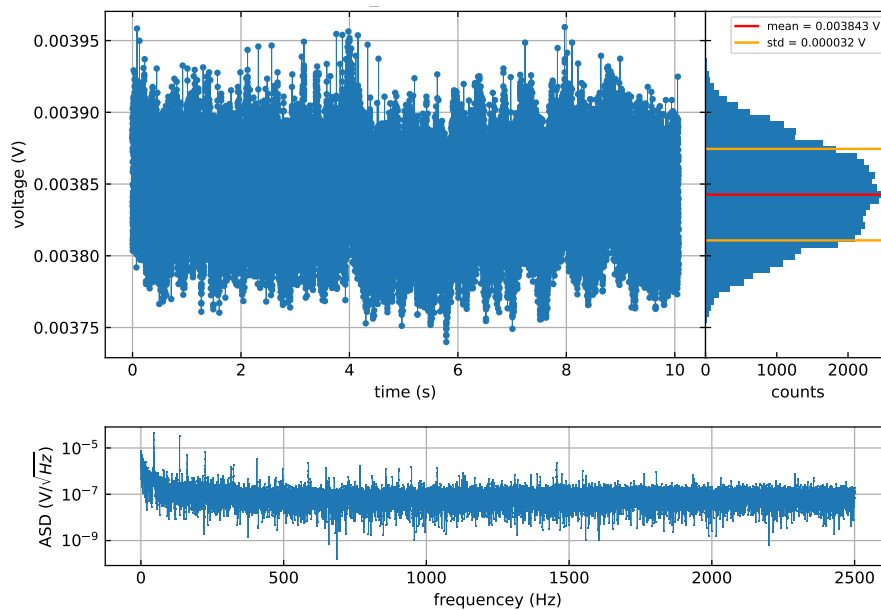 mean = 0.003843 V
std = 0.000032 V
voltage (V)
0.00395
0.00390
0.00385
0.00380
0.00375
0 2 4 6 8 10
time (s)
0 1000 2000
counts
ASD (V/√Hz)
10⁻⁵
10⁻⁷
10⁻⁹
0 500 1000 1500 2000 2500
frequencey (Hz)